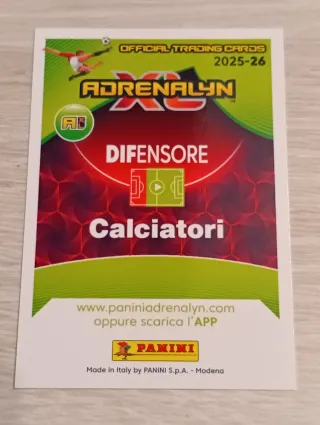 OFFICIAL TRADING CARDS
2025-26
ADRENALYN
XL
DIFENSORE
Calciatori
www.paniniadrenalyn.com
oppure scarica l'APP
PANINI
Made in Italy by PANINI S.p.A. - Modena